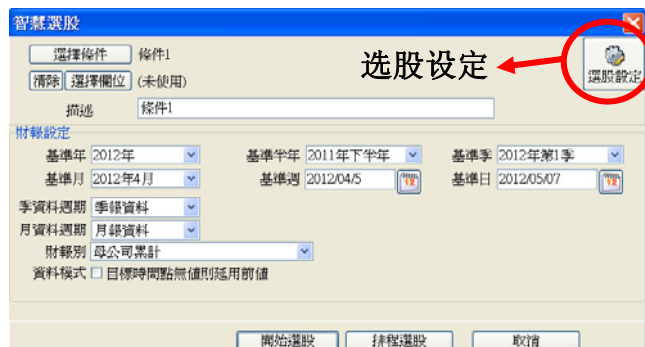 智慧選股
選擇條件 條件1
選股設定
选股设定
清除 選擇欄位 (未使用)
描述 條件1
財報設定
基準年 2012年 基準半年 2011年下半年 基準季 2012年第1季
基準月 2012年4月 基準週 2012/04/5 基準日 2012/05/07
季資料週期 季報資料
月資料週期 月報資料
財報別 母公司累計
資料模式 目標時間點無值則延用前值
開始選股 排程選股 取消